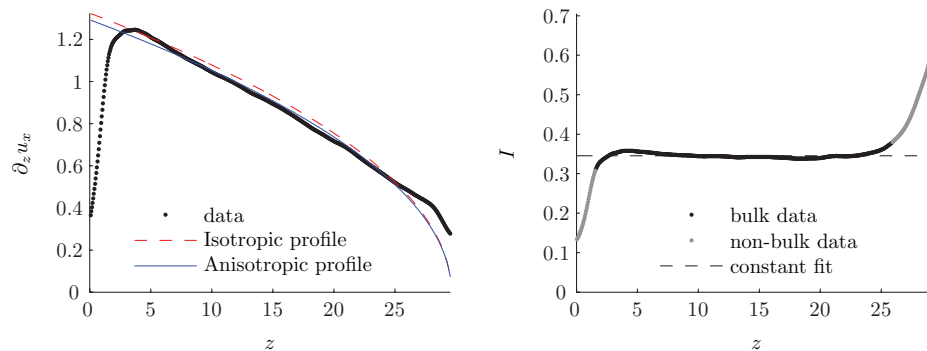 1.2
1
0.8
0.6
0.4
0.2
0
∂z ux
0 5 10 15 20 25
z
data
Isotropic profile
Anisotropic profile
0.7
0.6
0.5
0.4
0.3
0.2
0.1
0
I
0 5 10 15 20 25
z
bulk data
non-bulk data
constant fit